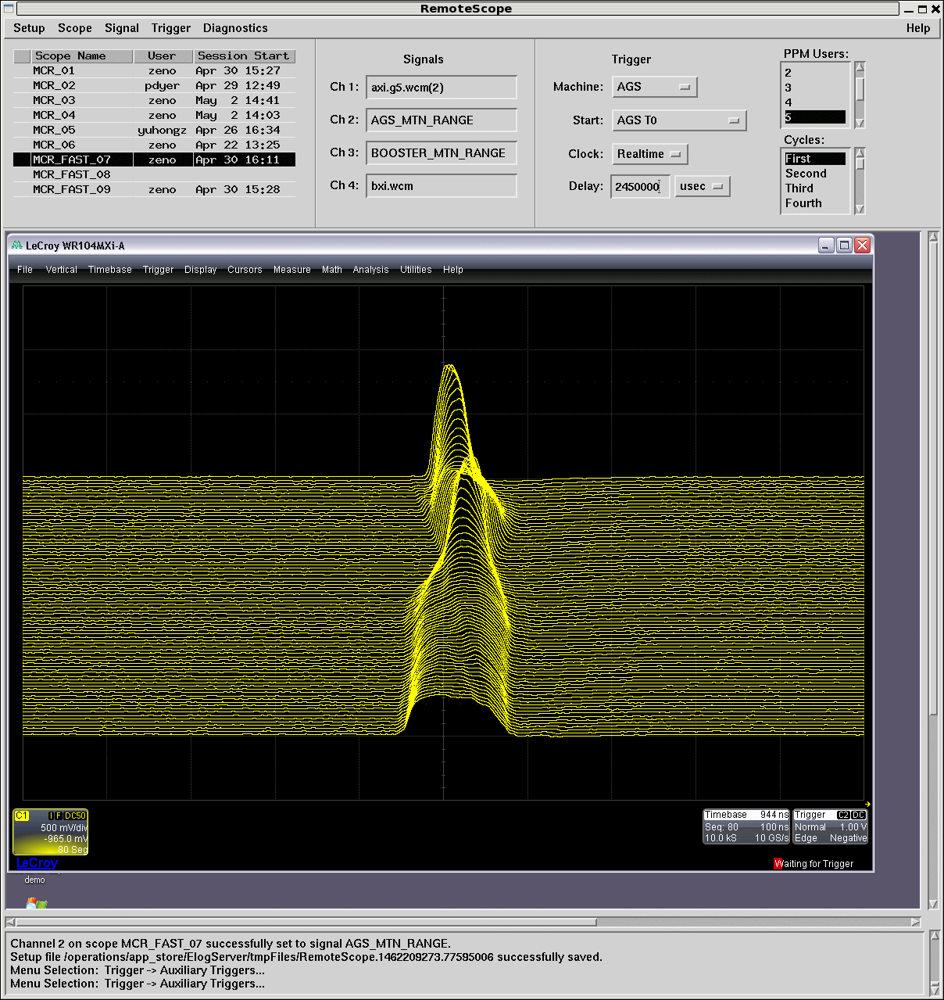 RemoteScope
Setup Scope Signal Trigger Diagnostics Help
Scope Name User Session Start
MCR_01 zeno Apr 30 15:27
MCR_02 pdyer Apr 29 12:49
MCR_03 zeno May 2 14:41
MCR_04 zeno May 2 14:03
MCR_05 yuhongz Apr 26 16:34
MCR_06 zeno Apr 22 13:25
MCR_FAST_07 zeno Apr 30 16:11
MCR_FAST_08
MCR_FAST_09 zeno Apr 30 15:28
Signals
Ch 1: axi.g5.wcm(2)
Ch 2: AGS_MTN_RANGE
Ch 3: BOOSTER_MTN_RANGE
Ch 4: bxi.wcm
Trigger
Machine: AGS
Start: AGS T0
Clock: Realtime
Delay: 2450000 usec
PPM Users:
2
3
4
5
Cycles:
First
Second
Third
Fourth
LeCroy WR104MXi-A
File Vertical Timebase Trigger Display Cursors Measure Math Analysis Utilities Help
C1 I F DC50
500 mV/div
-965.0 mV
80 Seg
LeCroy
demo
Timebase 944 ns
Seq: 80 100 ns
10.0 kS 10 GS/s
Trigger C2 DC
Normal 1.00 V
Edge Negative
Waiting for Trigger
Channel 2 on scope MCR_FAST_07 successfully set to signal AGS_MTN_RANGE.
Setup file /operations/app_store/ElogServer/tmpFiles/RemoteScope.1462209273.77595006 successfully saved.
Menu Selection: Trigger -> Auxiliary Triggers...
Menu Selection: Trigger -> Auxiliary Triggers...